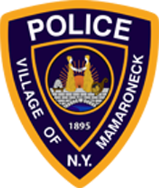 POLICE
VILLAGE OF MAMARONECK
1895
N.Y.